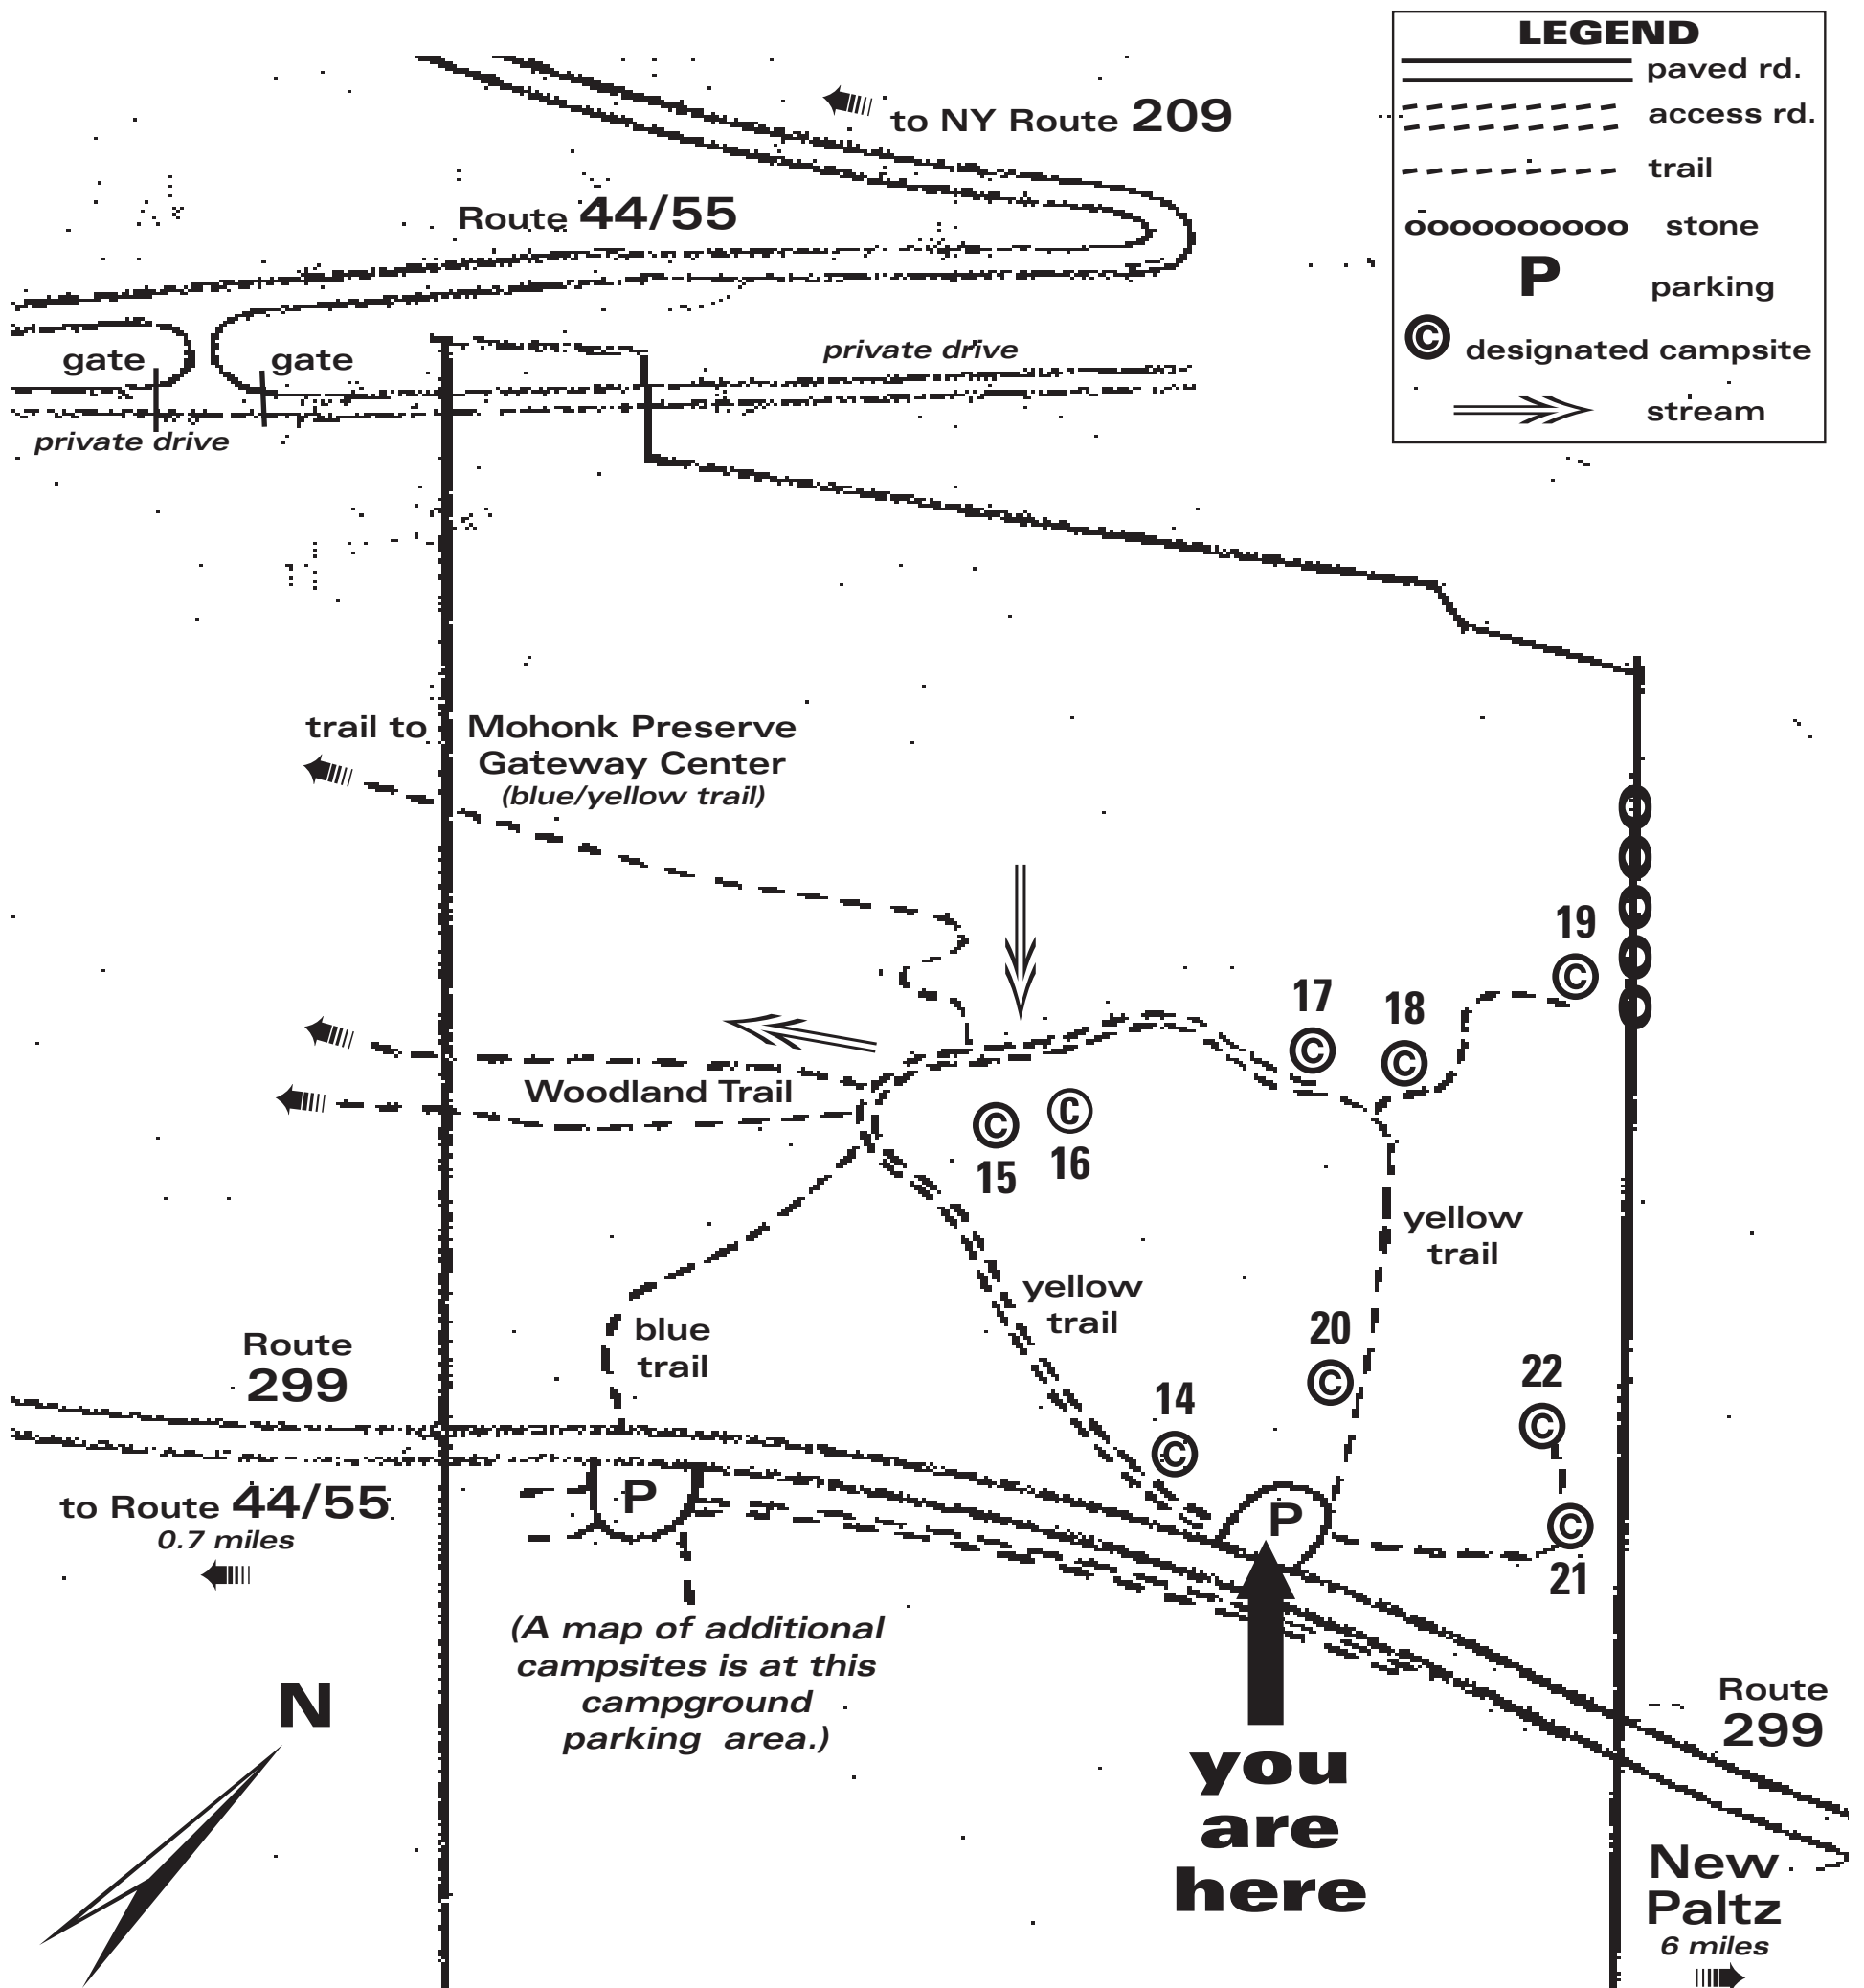 LEGEND
paved rd.
access rd.
trail
oooooooooo stone
P parking
© designated campsite
stream
to NY Route 209
Route 44/55
gate
gate
private drive
private drive
trail to Mohonk Preserve
Gateway Center
(blue/yellow trail)
19
©
17
©
18
©
Woodland Trail
©
15
©
16
yellow
trail
yellow
trail
blue
trail
20
©
22
©
14
©
Route
299
P
P
©
21
to Route 44/55
0.7 miles
(A map of additional
campsites is at this
campground
parking area.)
N
you
are
here
Route
299
New
Paltz
6 miles